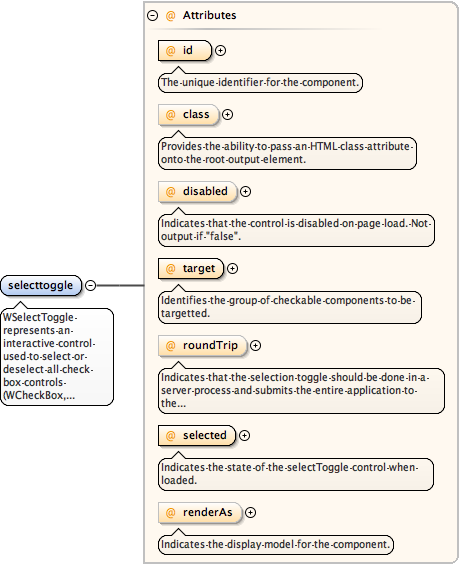 @ Attributes
@ id
The unique identifier for the component.
@ class
Provides the ability to pass an HTML class attribute
onto the root output element.
@ disabled
Indicates that the control is disabled on page load. Not
output if "false".
selecttoggle
WSelectToggle
represents an
interactive control
used to select or
deselect all check
box controls
(WCheckBox,...
@ target
Identifies the group of checkable components to be
targetted.
@ roundTrip
Indicates that the selection toggle should be done in a
server process and submits the entire application to
the...
@ selected
Indicates the state of the selectToggle control when
loaded.
@ renderAs
Indicates the display model for the component.